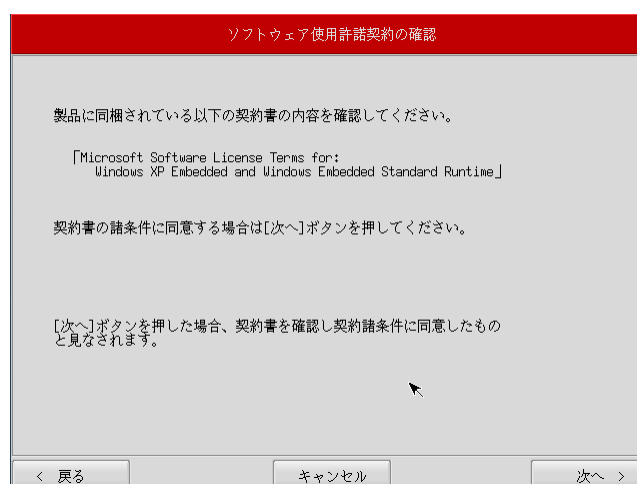 ソフトウェア使用許諾契約の確認
製品に同梱されている以下の契約書の内容を確認してください。
「Microsoft Software License Terms for:
Windows XP Embedded and Windows Embedded Standard Runtime」
契約書の諸条件に同意する場合は[次へ]ボタンを押してください。
[次へ]ボタンを押した場合、契約書を確認し契約諸条件に同意したもの
と見なされます。
< 戻る
キャンセル
次へ >